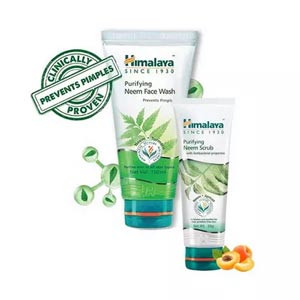 CLINICALLY
PREVENTS PIMPLES
PROVEN
Himalaya
SINCE 1930
Purifying
Neem Face Wash
Prevents Pimple
Himalaya
SINCE 1930
Purifying
Neem Scrub